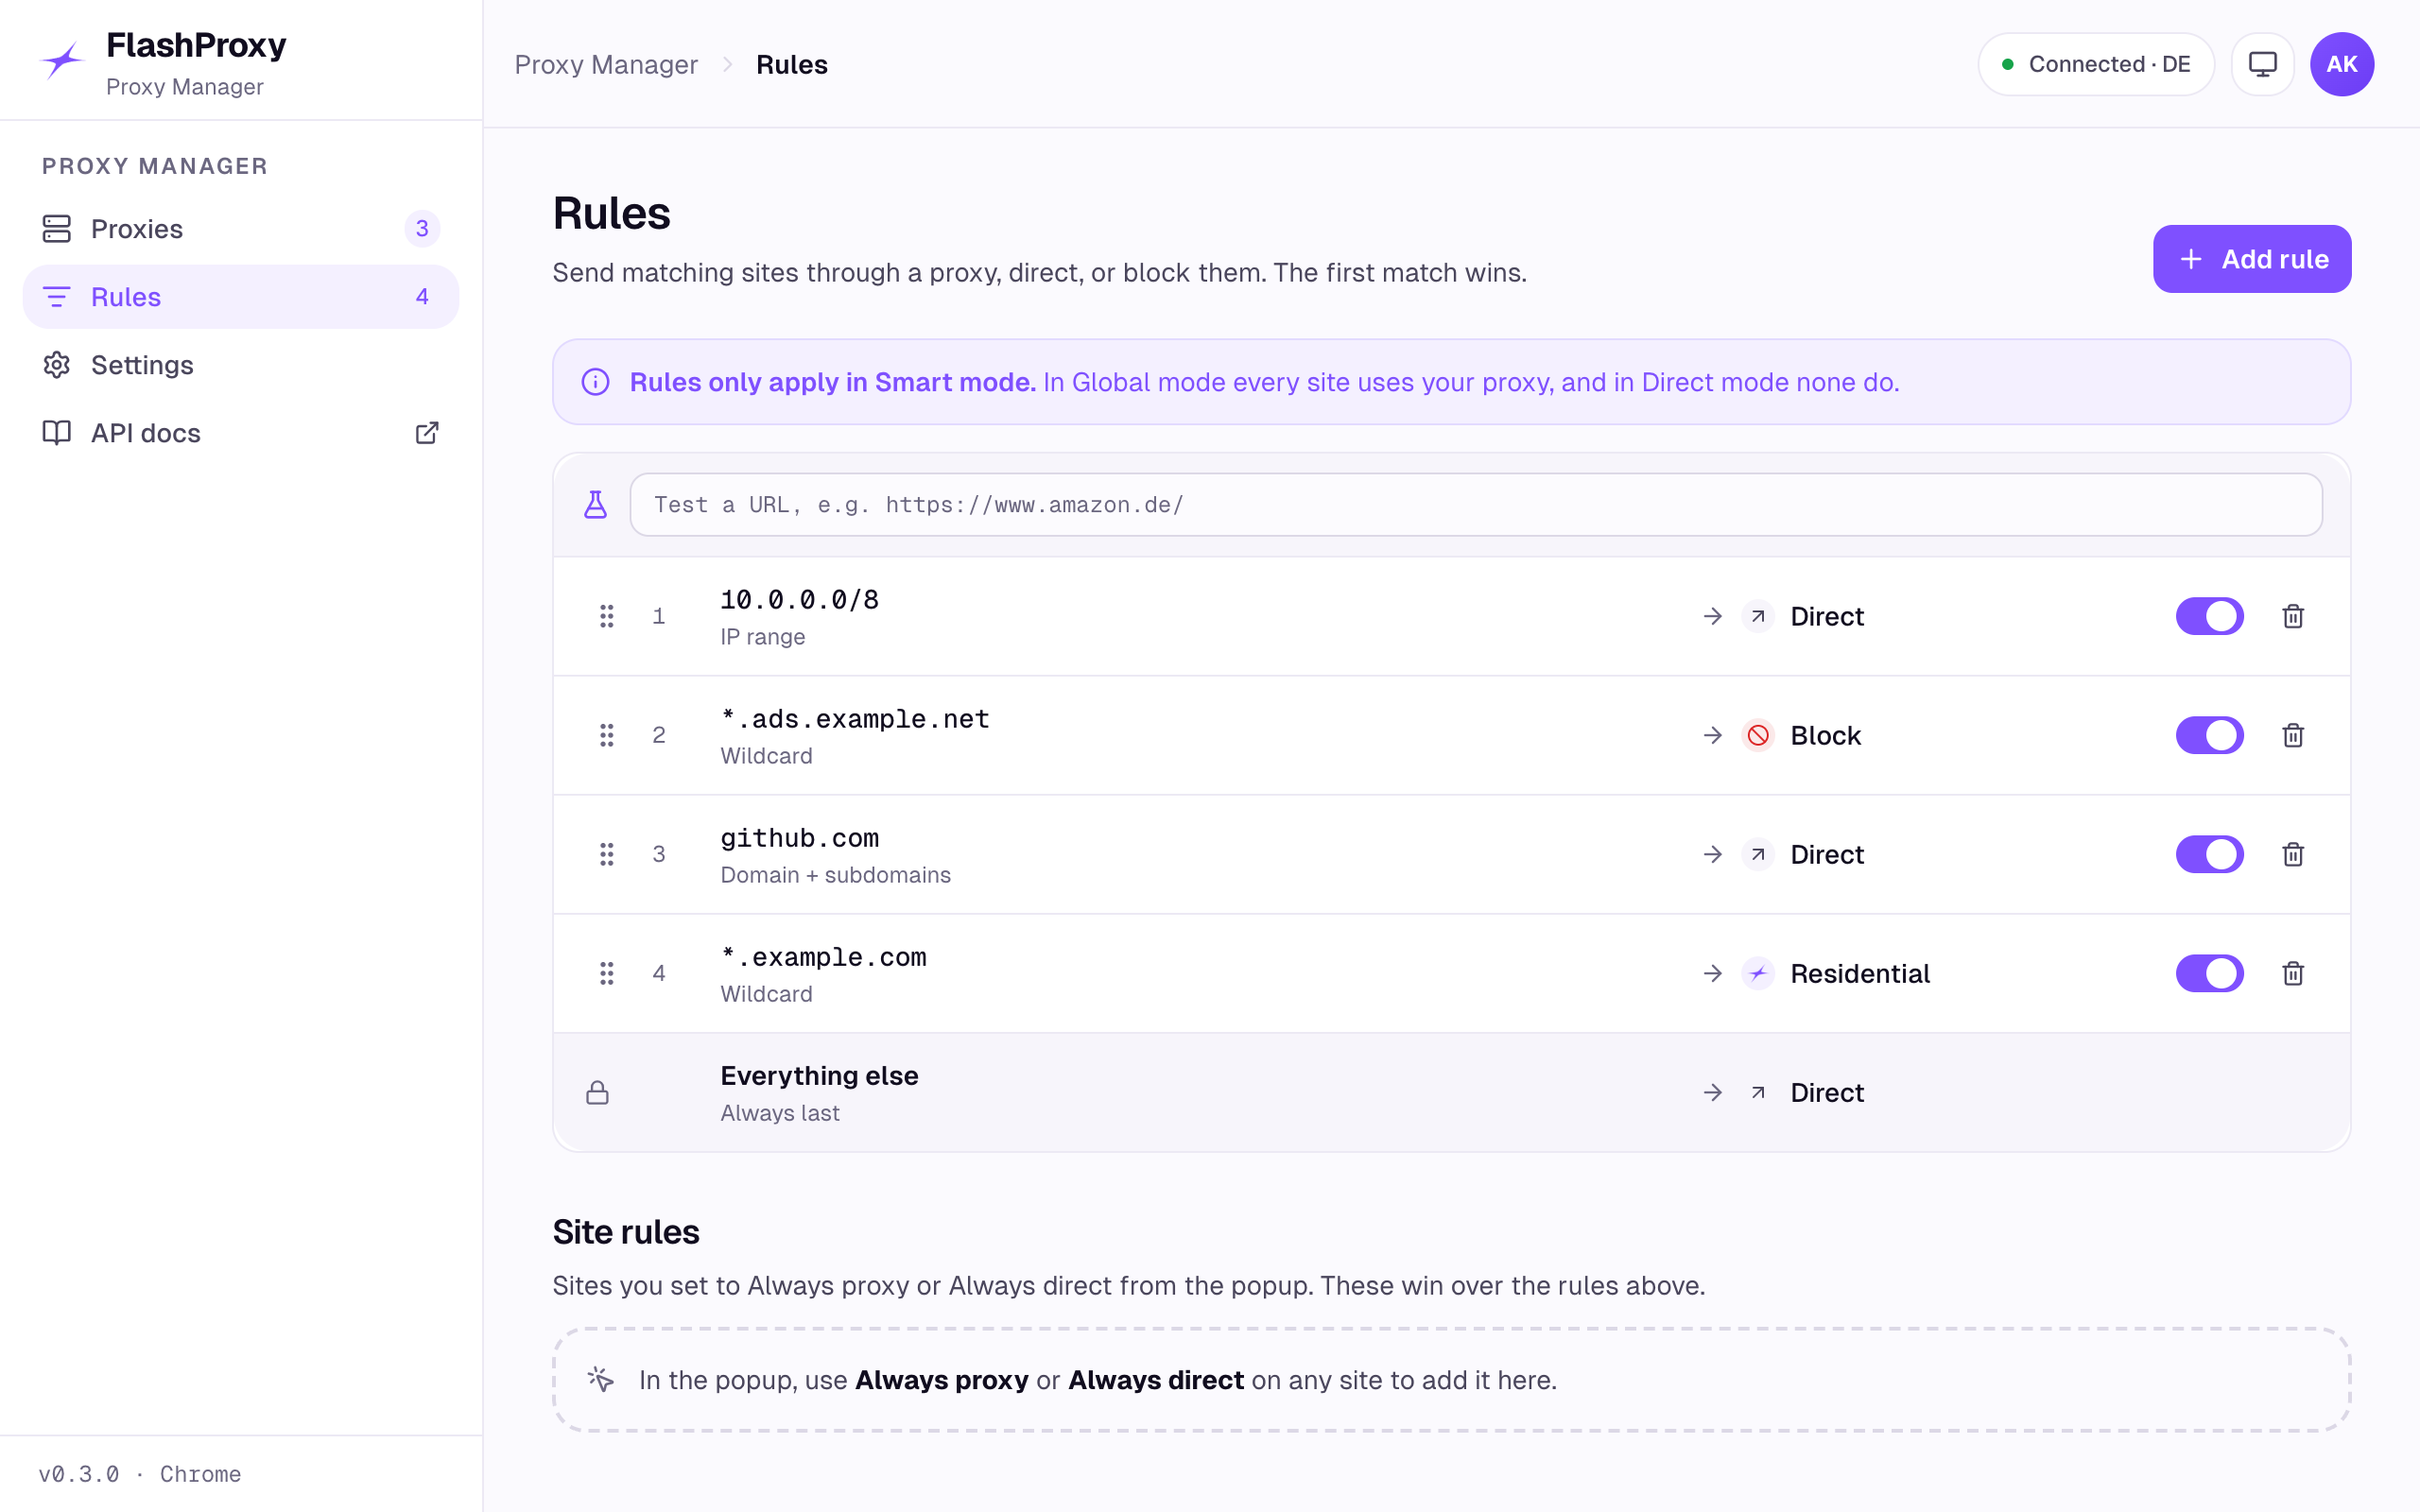 FlashProxy
Proxy Manager
PROXY MANAGER
Proxies 3
Rules 4
Settings
API docs
v0.3.0 · Chrome
Proxy Manager > Rules
Connected · DE
AK
Rules
Send matching sites through a proxy, direct, or block them. The first match wins.
+ Add rule
Rules only apply in Smart mode. In Global mode every site uses your proxy, and in Direct mode none do.
Test a URL, e.g. https://www.amazon.de/
1 10.0.0.0/8 → Direct
IP range
2 *.ads.example.net → Block
Wildcard
3 github.com → Direct
Domain + subdomains
4 *.example.com → Residential
Wildcard
Everything else → Direct
Always last
Site rules
Sites you set to Always proxy or Always direct from the popup. These win over the rules above.
In the popup, use Always proxy or Always direct on any site to add it here.